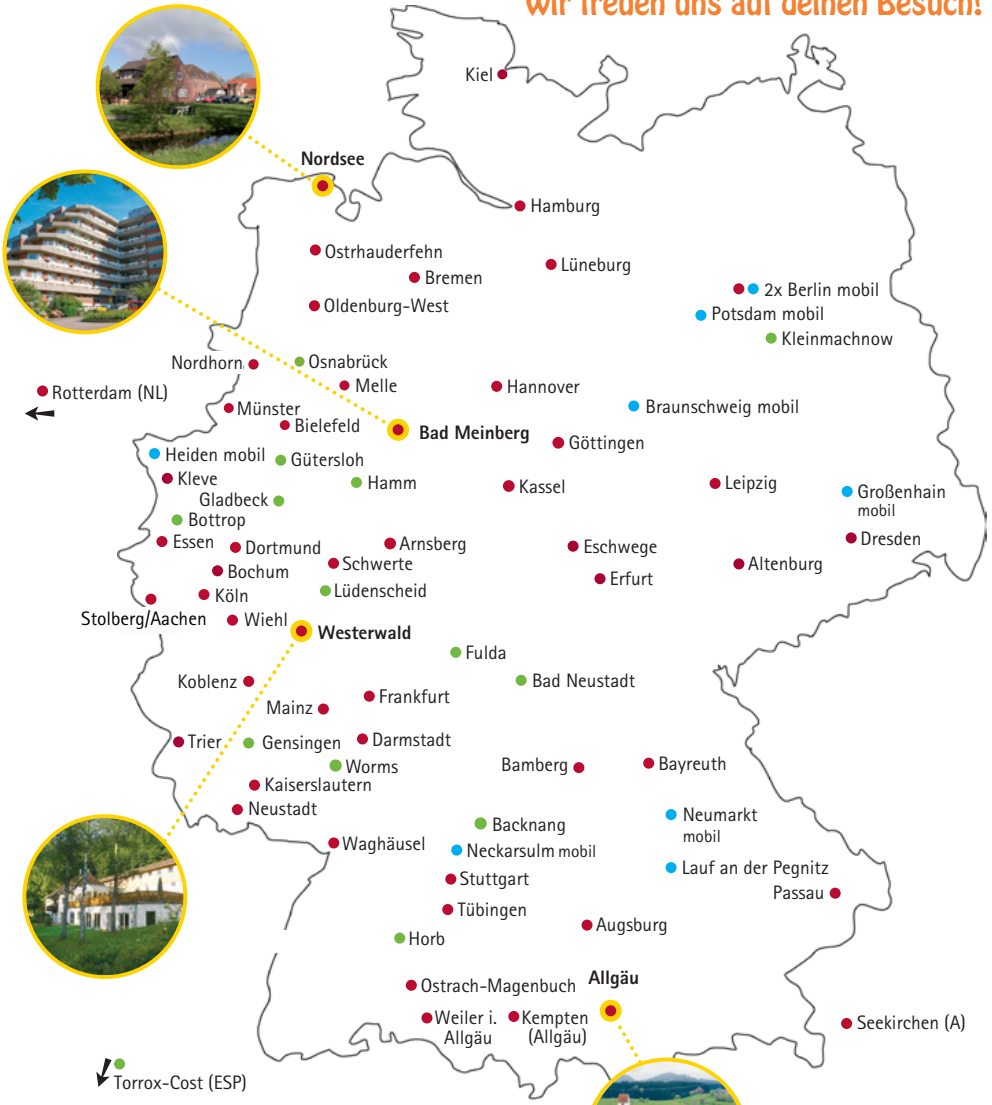 Wir freuen uns auf deinen Besuch!
Kiel
Nordsee
Hamburg
Ostrhauderfehn
Lüneburg
Bremen
2x Berlin mobil
Oldenburg-West
Potsdam mobil
Kleinmachnow
Nordhorn
Osnabrück
Melle
Hannover
Rotterdam (NL)
Münster
Braunschweig mobil
Bielefeld
Bad Meinberg
Göttingen
Heiden mobil
Gütersloh
Kleve
Hamm
Kassel
Leipzig
Großenhain
mobil
Gladbeck
Bottrop
Essen
Dortmund
Arnsberg
Eschwege
Dresden
Schwerte
Altenburg
Bochum
Erfurt
Köln
Lüdenscheid
Stolberg/Aachen
Wiehl
Westerwald
Fulda
Koblenz
Bad Neustadt
Frankfurt
Mainz
Trier
Gensingen
Darmstadt
Worms
Bamberg
Bayreuth
Kaiserslautern
Neustadt
Neumarkt
mobil
Backnang
Waghäusel
Neckarsulm mobil
Lauf an der Pegnitz
Stuttgart
Passau
Tübingen
Augsburg
Horb
Allgäu
Ostrach-Magenbuch
Weiler i.
Allgäu
Kempten
(Allgäu)
Seekirchen (A)
Torrox-Cost (ESP)